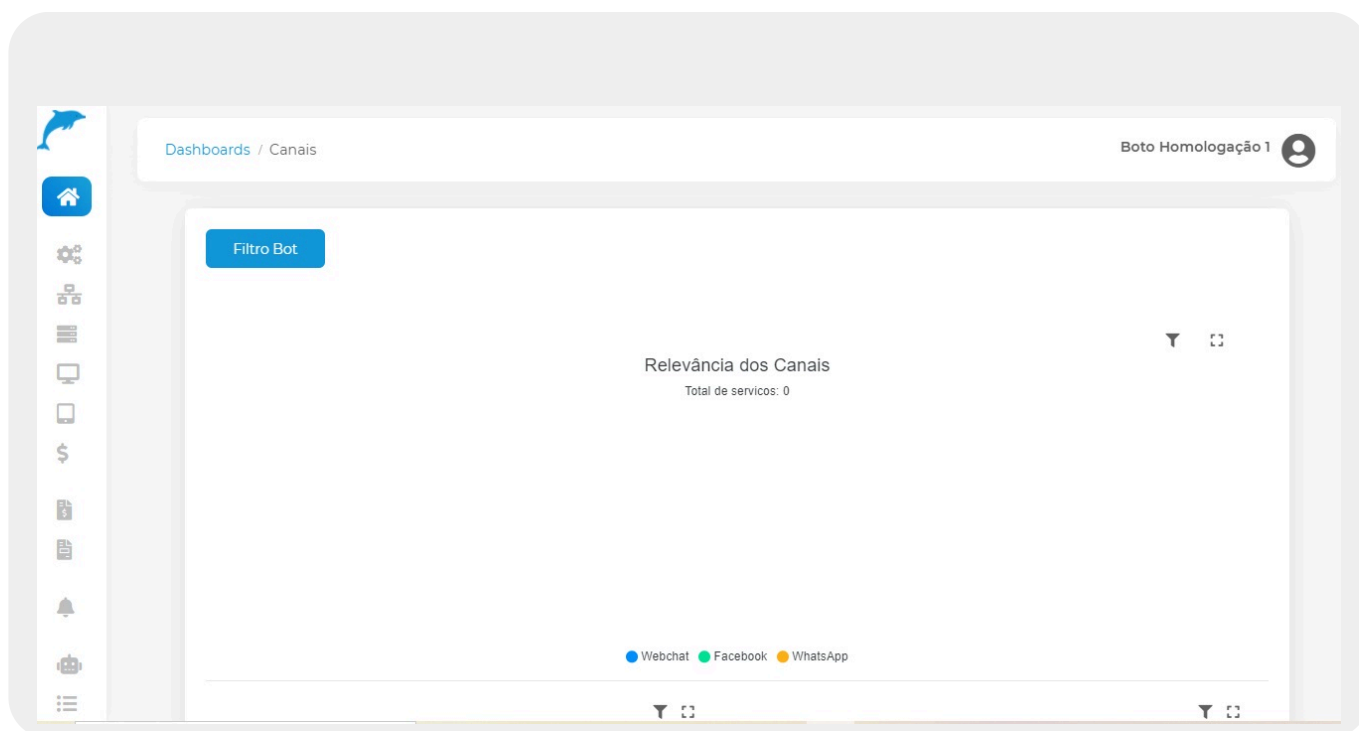 Dashboards / Canais
Boto Homologação 1
Filtro Bot
Relevância dos Canais
Total de servicos: 0
Webchat Facebook WhatsApp